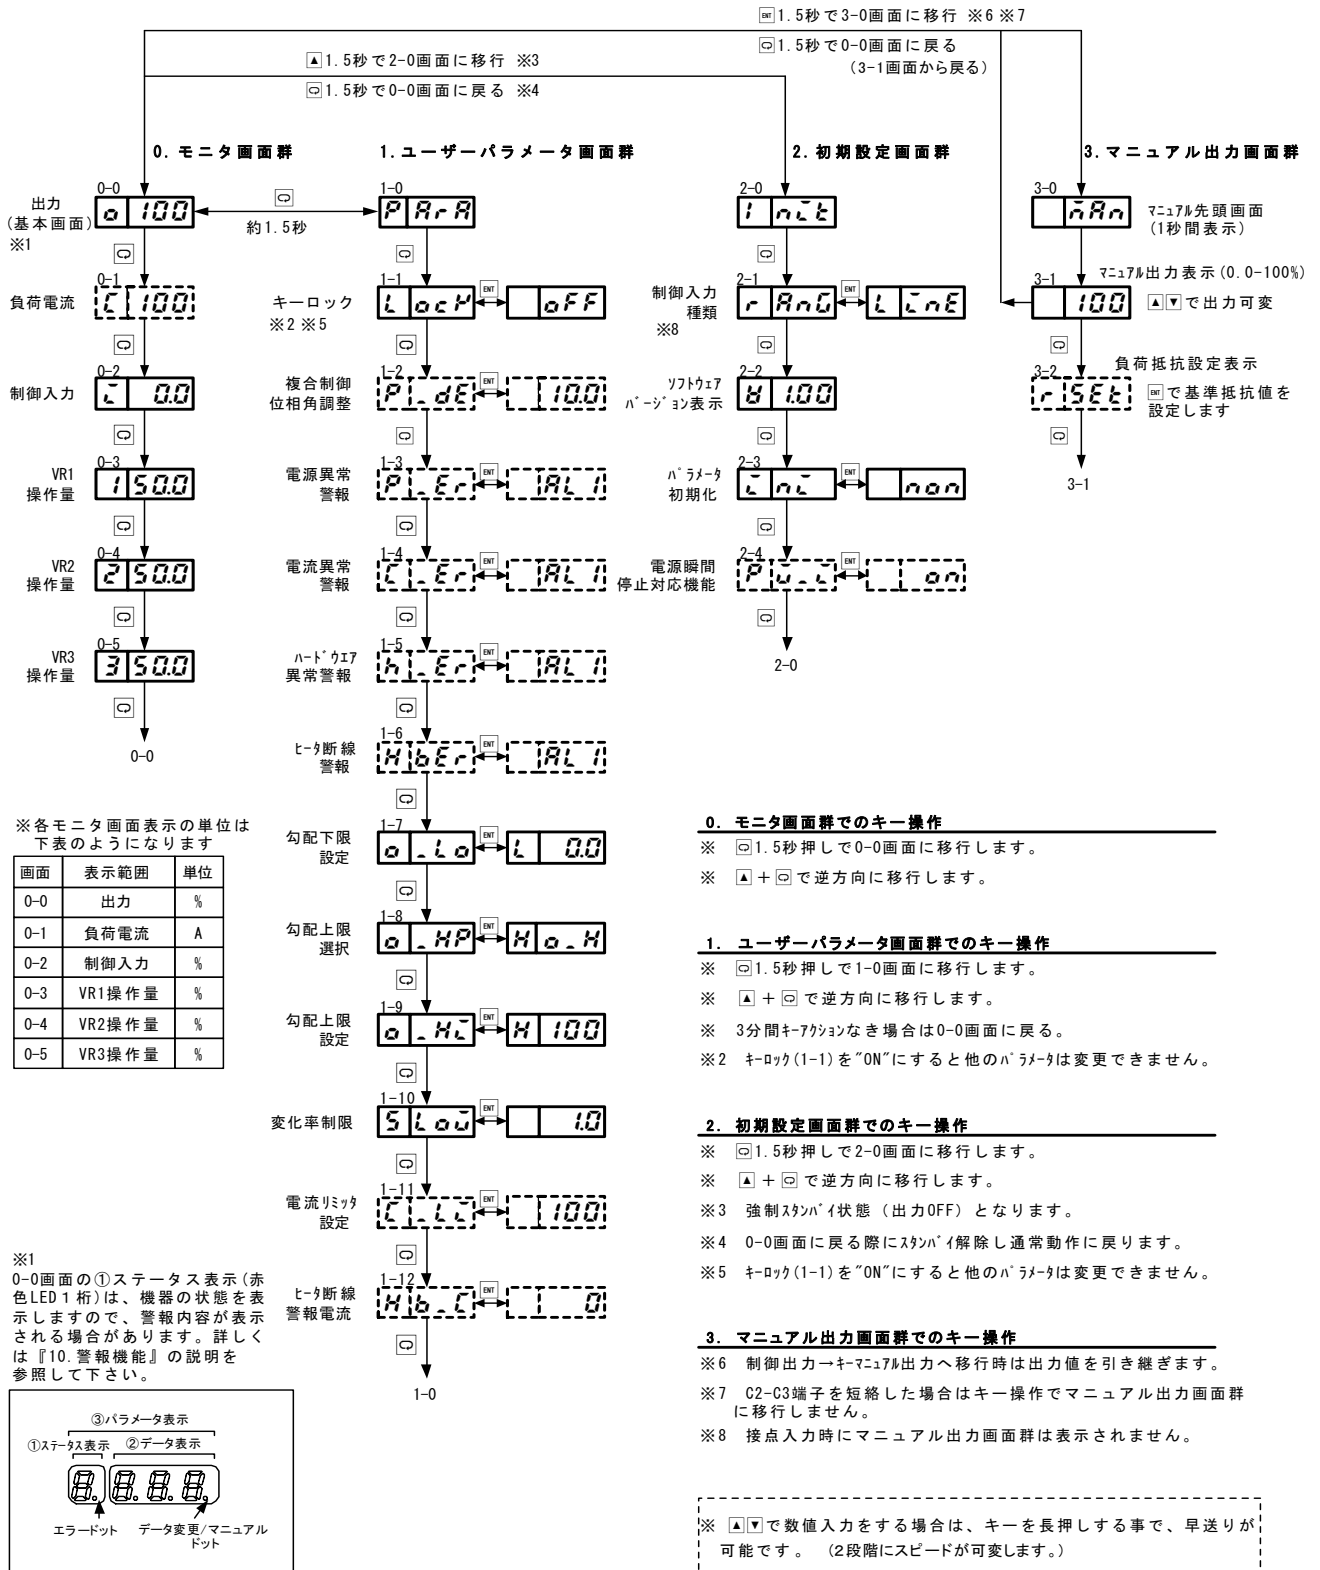 ENT 1.5秒で3-0画面に移行 ※6 ※7
1.5秒で0-0画面に戻る
(3-1画面から戻る)
▲1.5秒で2-0画面に移行 ※3
1.5秒で0-0画面に戻る ※4
0. モニタ画面群
1. ユーザーパラメータ画面群
2. 初期設定画面群
3. マニュアル出力画面群
0-0
出力
(基本画面)
※1
o 100
約1.5秒
0-1
負荷電流
C 100
0-2
制御入力
i 0.0
0-3
VR1
操作量
1 50.0
0-4
VR2
操作量
2 50.0
0-5
VR3
操作量
3 50.0
0-0
1-0
P ArA
1-1
キーロック
※2 ※5
L ocK ENT oFF
1-2
複合制御
位相角調整
P _dE ENT 10.0
1-3
電源異常
警報
P _Er ENT AL1
1-4
電流異常
警報
C _Er ENT AL1
1-5
ハードウエア
異常警報
h _Er ENT AL1
1-6
ヒータ断線
警報
H bEr ENT AL1
1-7
勾配下限
設定
o _Lo ENT L 0.0
1-8
勾配上限
選択
o _HP ENT H o_H
1-9
勾配上限
設定
o _Hi ENT H 100
1-10
変化率制限
S Low ENT 1.0
1-11
電流リミッタ
設定
C _Li ENT 100
1-12
ヒータ断線
警報電流
H b_C ENT 0
1-0
2-0
I nit
2-1
制御入力
種類
※8
r AnG ENT L inE
2-2
ソフトウェア
バージョン表示
V 1.00
2-3
パラメータ
初期化
i ni ENT non
2-4
電源瞬間
停止対応機能
P w_i ENT on
2-0
3-0
mAn
マニュアル先頭画面
(1秒間表示)
3-1
100
マニュアル出力表示(0.0-100%)
▲▼で出力可変
3-2
r SEt
負荷抵抗設定表示
ENTで基準抵抗値を
設定します
3-1
※各モニタ画面表示の単位は
下表のようになります
画面 表示範囲 単位
0-0 出力 %
0-1 負荷電流 A
0-2 制御入力 %
0-3 VR1操作量 %
0-4 VR2操作量 %
0-5 VR3操作量 %
※1
0-0画面の①ステータス表示(赤
色LED1桁)は、機器の状態を表
示しますので、警報内容が表示
される場合があります。詳しく
は『10.警報機能』の説明を
参照して下さい。
③パラメータ表示
①ステータス表示 ②データ表示
8. 8. 8. 8.
エラードット データ変更/マニュアル
ドット
0. モニタ画面群でのキー操作
※ 1.5秒押しで0-0画面に移行します。
※ ▲+で逆方向に移行します。
1. ユーザーパラメータ画面群でのキー操作
※ 1.5秒押しで1-0画面に移行します。
※ ▲+で逆方向に移行します。
※ 3分間キーアクションなき場合は0-0画面に戻る。
※2 キーロック(1-1)を"ON"にすると他のパラメータは変更できません。
2. 初期設定画面群でのキー操作
※ 1.5秒押しで2-0画面に移行します。
※ ▲+で逆方向に移行します。
※3 強制スタンバイ状態(出力OFF)となります。
※4 0-0画面に戻る際にスタンバイ解除し通常動作に戻ります。
※5 キーロック(1-1)を"ON"にすると他のパラメータは変更できません。
3. マニュアル出力画面群でのキー操作
※6 制御出力→キーマニュアル出力へ移行時は出力値を引き継ぎます。
※7 C2-C3端子を短絡した場合はキー操作でマニュアル出力画面群
に移行しません。
※8 接点入力時にマニュアル出力画面群は表示されません。
※ ▲▼で数値入力をする場合は、キーを長押しする事で、早送りが
可能です。 (2段階にスピードが可変します。)